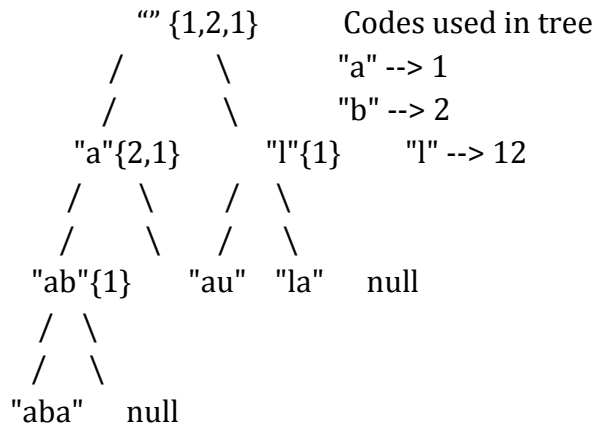 “” {1,2,1} Codes used in tree
/ \ "a" --> 1
/ \ "b" --> 2
"a"{2,1} "l"{1} "l" --> 12
/ \ / \
/ \ / \
"ab"{1} "au" "la" null
/ \
/ \
"aba" null